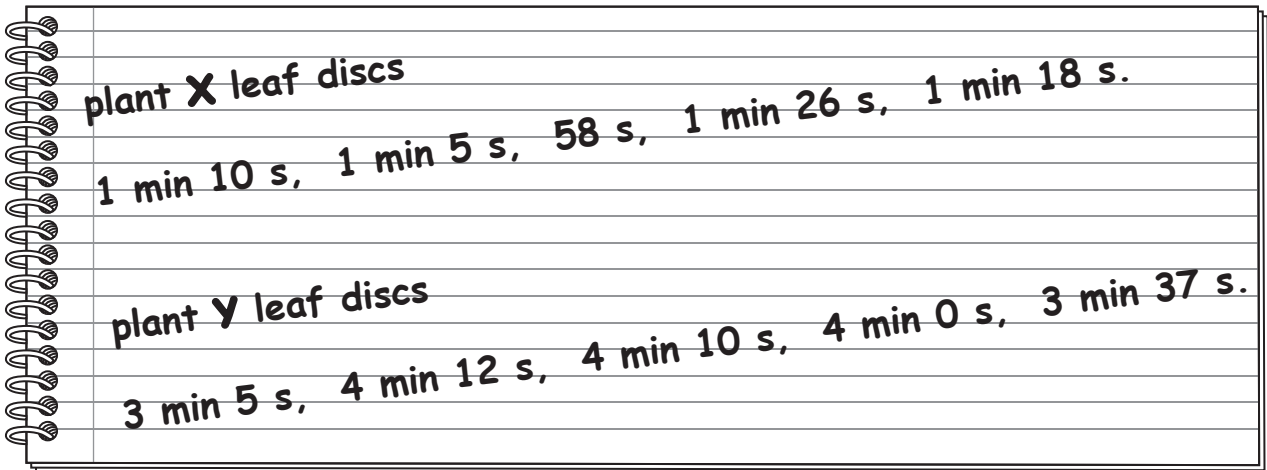 plant X leaf discs
1 min 10 s, 1 min 5 s, 58 s, 1 min 26 s, 1 min 18 s.
plant Y leaf discs
3 min 5 s, 4 min 12 s, 4 min 10 s, 4 min 0 s, 3 min 37 s.